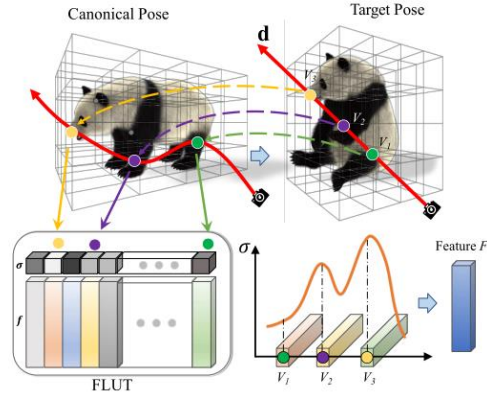 Canonical Pose
Target Pose
d
V3
V2
V1
σ
f
FLUT
σ
V1
V2
V3
Feature F